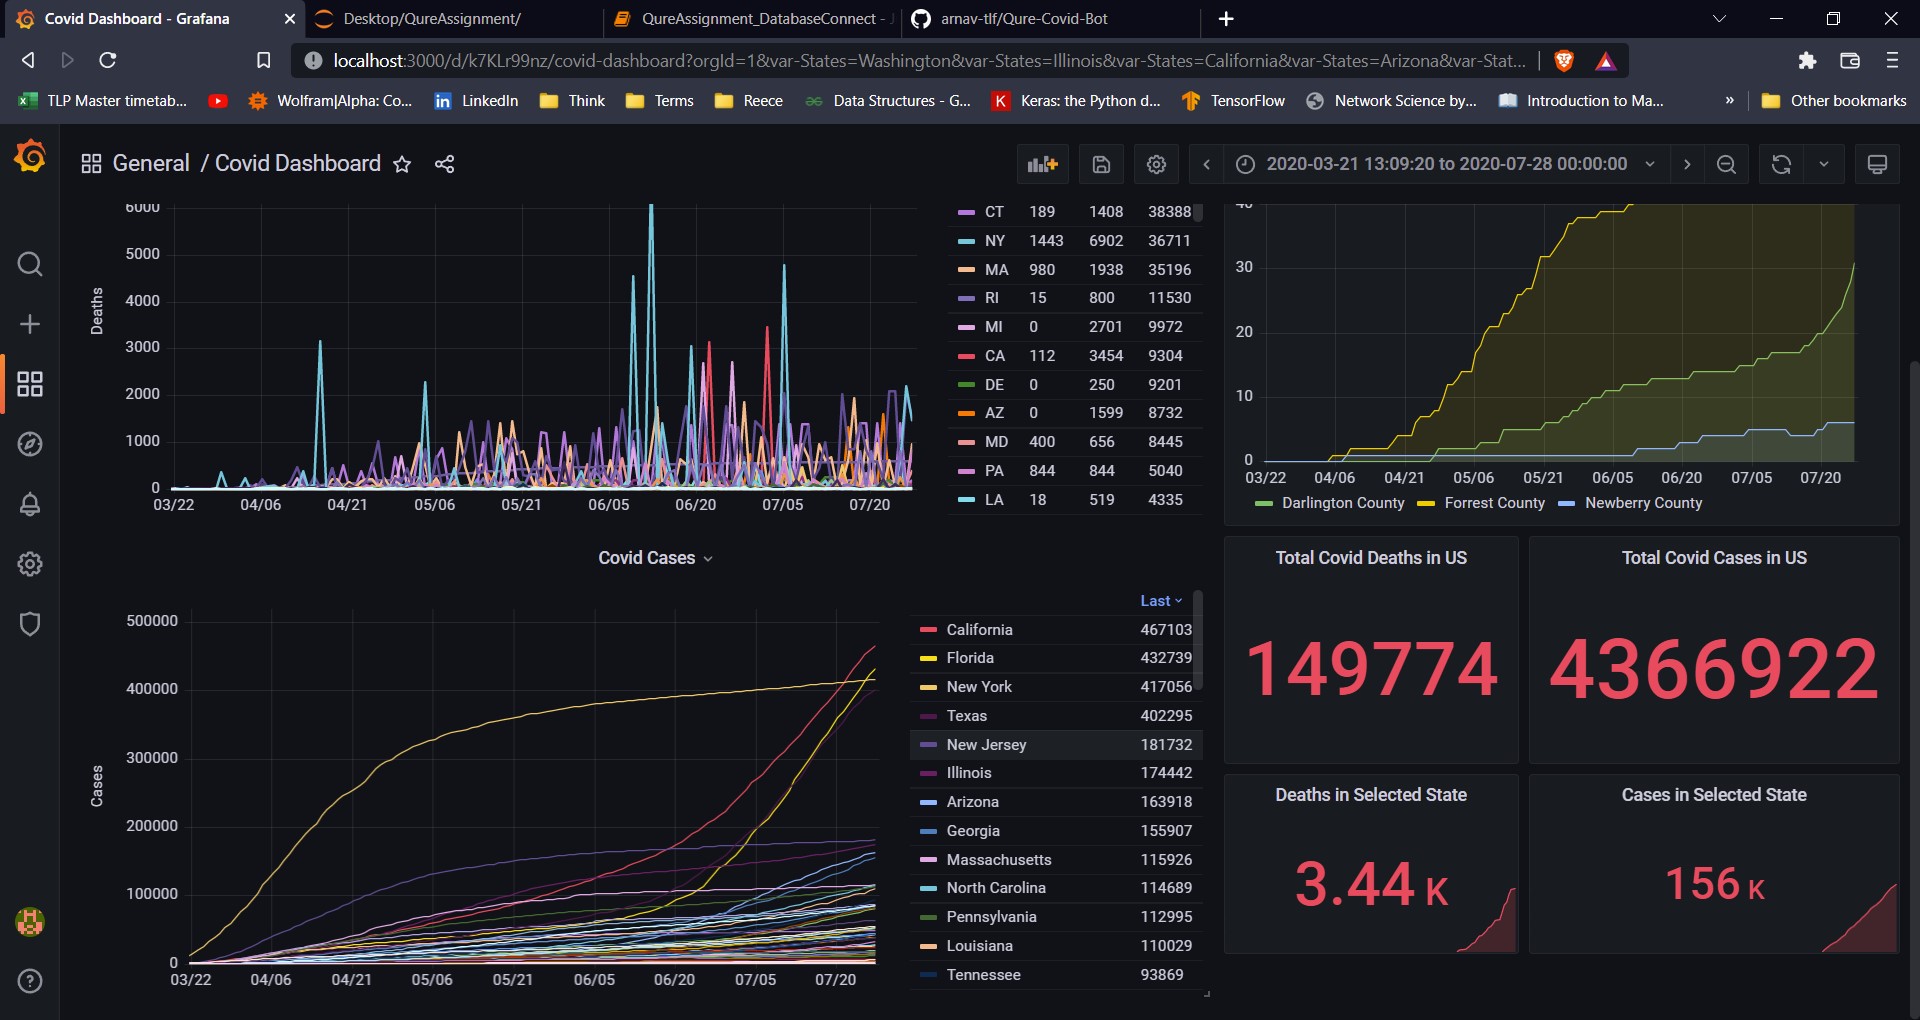 Covid Dashboard - Grafana
Desktop/QureAssignment/
QureAssignment_DatabaseConnect -
arnav-tlf/Qure-Covid-Bot
localhost:3000/d/k7KLr99nz/covid-dashboard?orgId=1&var-States=Washington&var-States=Illinois&var-States=California&var-States=Arizona&var-Stat...
TLP Master timetab...
Wolfram|Alpha: Co...
LinkedIn
Think
Terms
Reece
Data Structures - G...
Keras: the Python d...
TensorFlow
Network Science by...
Introduction to Ma...
»
Other bookmarks
General / Covid Dashboard
2020-03-21 13:09:20 to 2020-07-28 00:00:00
Deaths
6000
5000
4000
3000
2000
1000
0
03/22 04/06 04/21 05/06 05/21 06/05 06/20 07/05 07/20
CT 189 1408 38388
NY 1443 6902 36711
MA 980 1938 35196
RI 15 800 11530
MI 0 2701 9972
CA 112 3454 9304
DE 0 250 9201
AZ 0 1599 8732
MD 400 656 8445
PA 844 844 5040
LA 18 519 4335
40
30
20
10
0
03/22 04/06 04/21 05/06 05/21 06/05 06/20 07/05 07/20
Darlington County Forrest County Newberry County
Covid Cases
Cases
500000
400000
300000
200000
100000
0
03/22 04/06 04/21 05/06 05/21 06/05 06/20 07/05 07/20
Last
California 467103
Florida 432739
New York 417056
Texas 402295
New Jersey 181732
Illinois 174442
Arizona 163918
Georgia 155907
Massachusetts 115926
North Carolina 114689
Pennsylvania 112995
Louisiana 110029
Tennessee 93869
Total Covid Deaths in US
149774
Total Covid Cases in US
4366922
Deaths in Selected State
3.44 K
Cases in Selected State
156 K